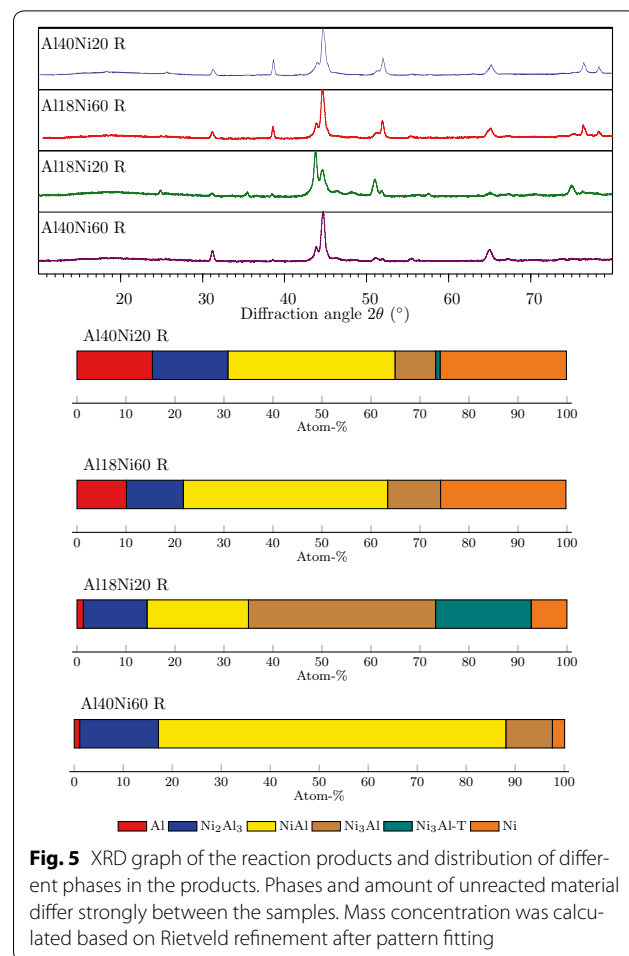 Al40Ni20 R
Al18Ni60 R
Al18Ni20 R
Al40Ni60 R
20 30 40 50 60 70
Diffraction angle 2θ (°)
Al40Ni20 R
0 10 20 30 40 50 60 70 80 90 100
Atom-%
Al18Ni60 R
0 10 20 30 40 50 60 70 80 90 100
Atom-%
Al18Ni20 R
0 10 20 30 40 50 60 70 80 90 100
Atom-%
Al40Ni60 R
0 10 20 30 40 50 60 70 80 90 100
Atom-%
Al Ni₂Al₃ NiAl Ni₃Al Ni₃Al-T Ni
Fig. 5 XRD graph of the reaction products and distribution of differ-
ent phases in the products. Phases and amount of unreacted material
differ strongly between the samples. Mass concentration was calcu-
lated based on Rietveld refinement after pattern fitting